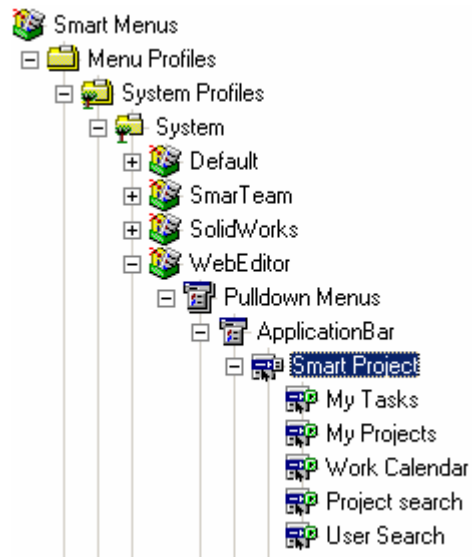 Smart Menus
Menu Profiles
System Profiles
System
Default
SmarTeam
SolidWorks
WebEditor
Pulldown Menus
ApplicationBar
Smart Project
My Tasks
My Projects
Work Calendar
Project search
User Search